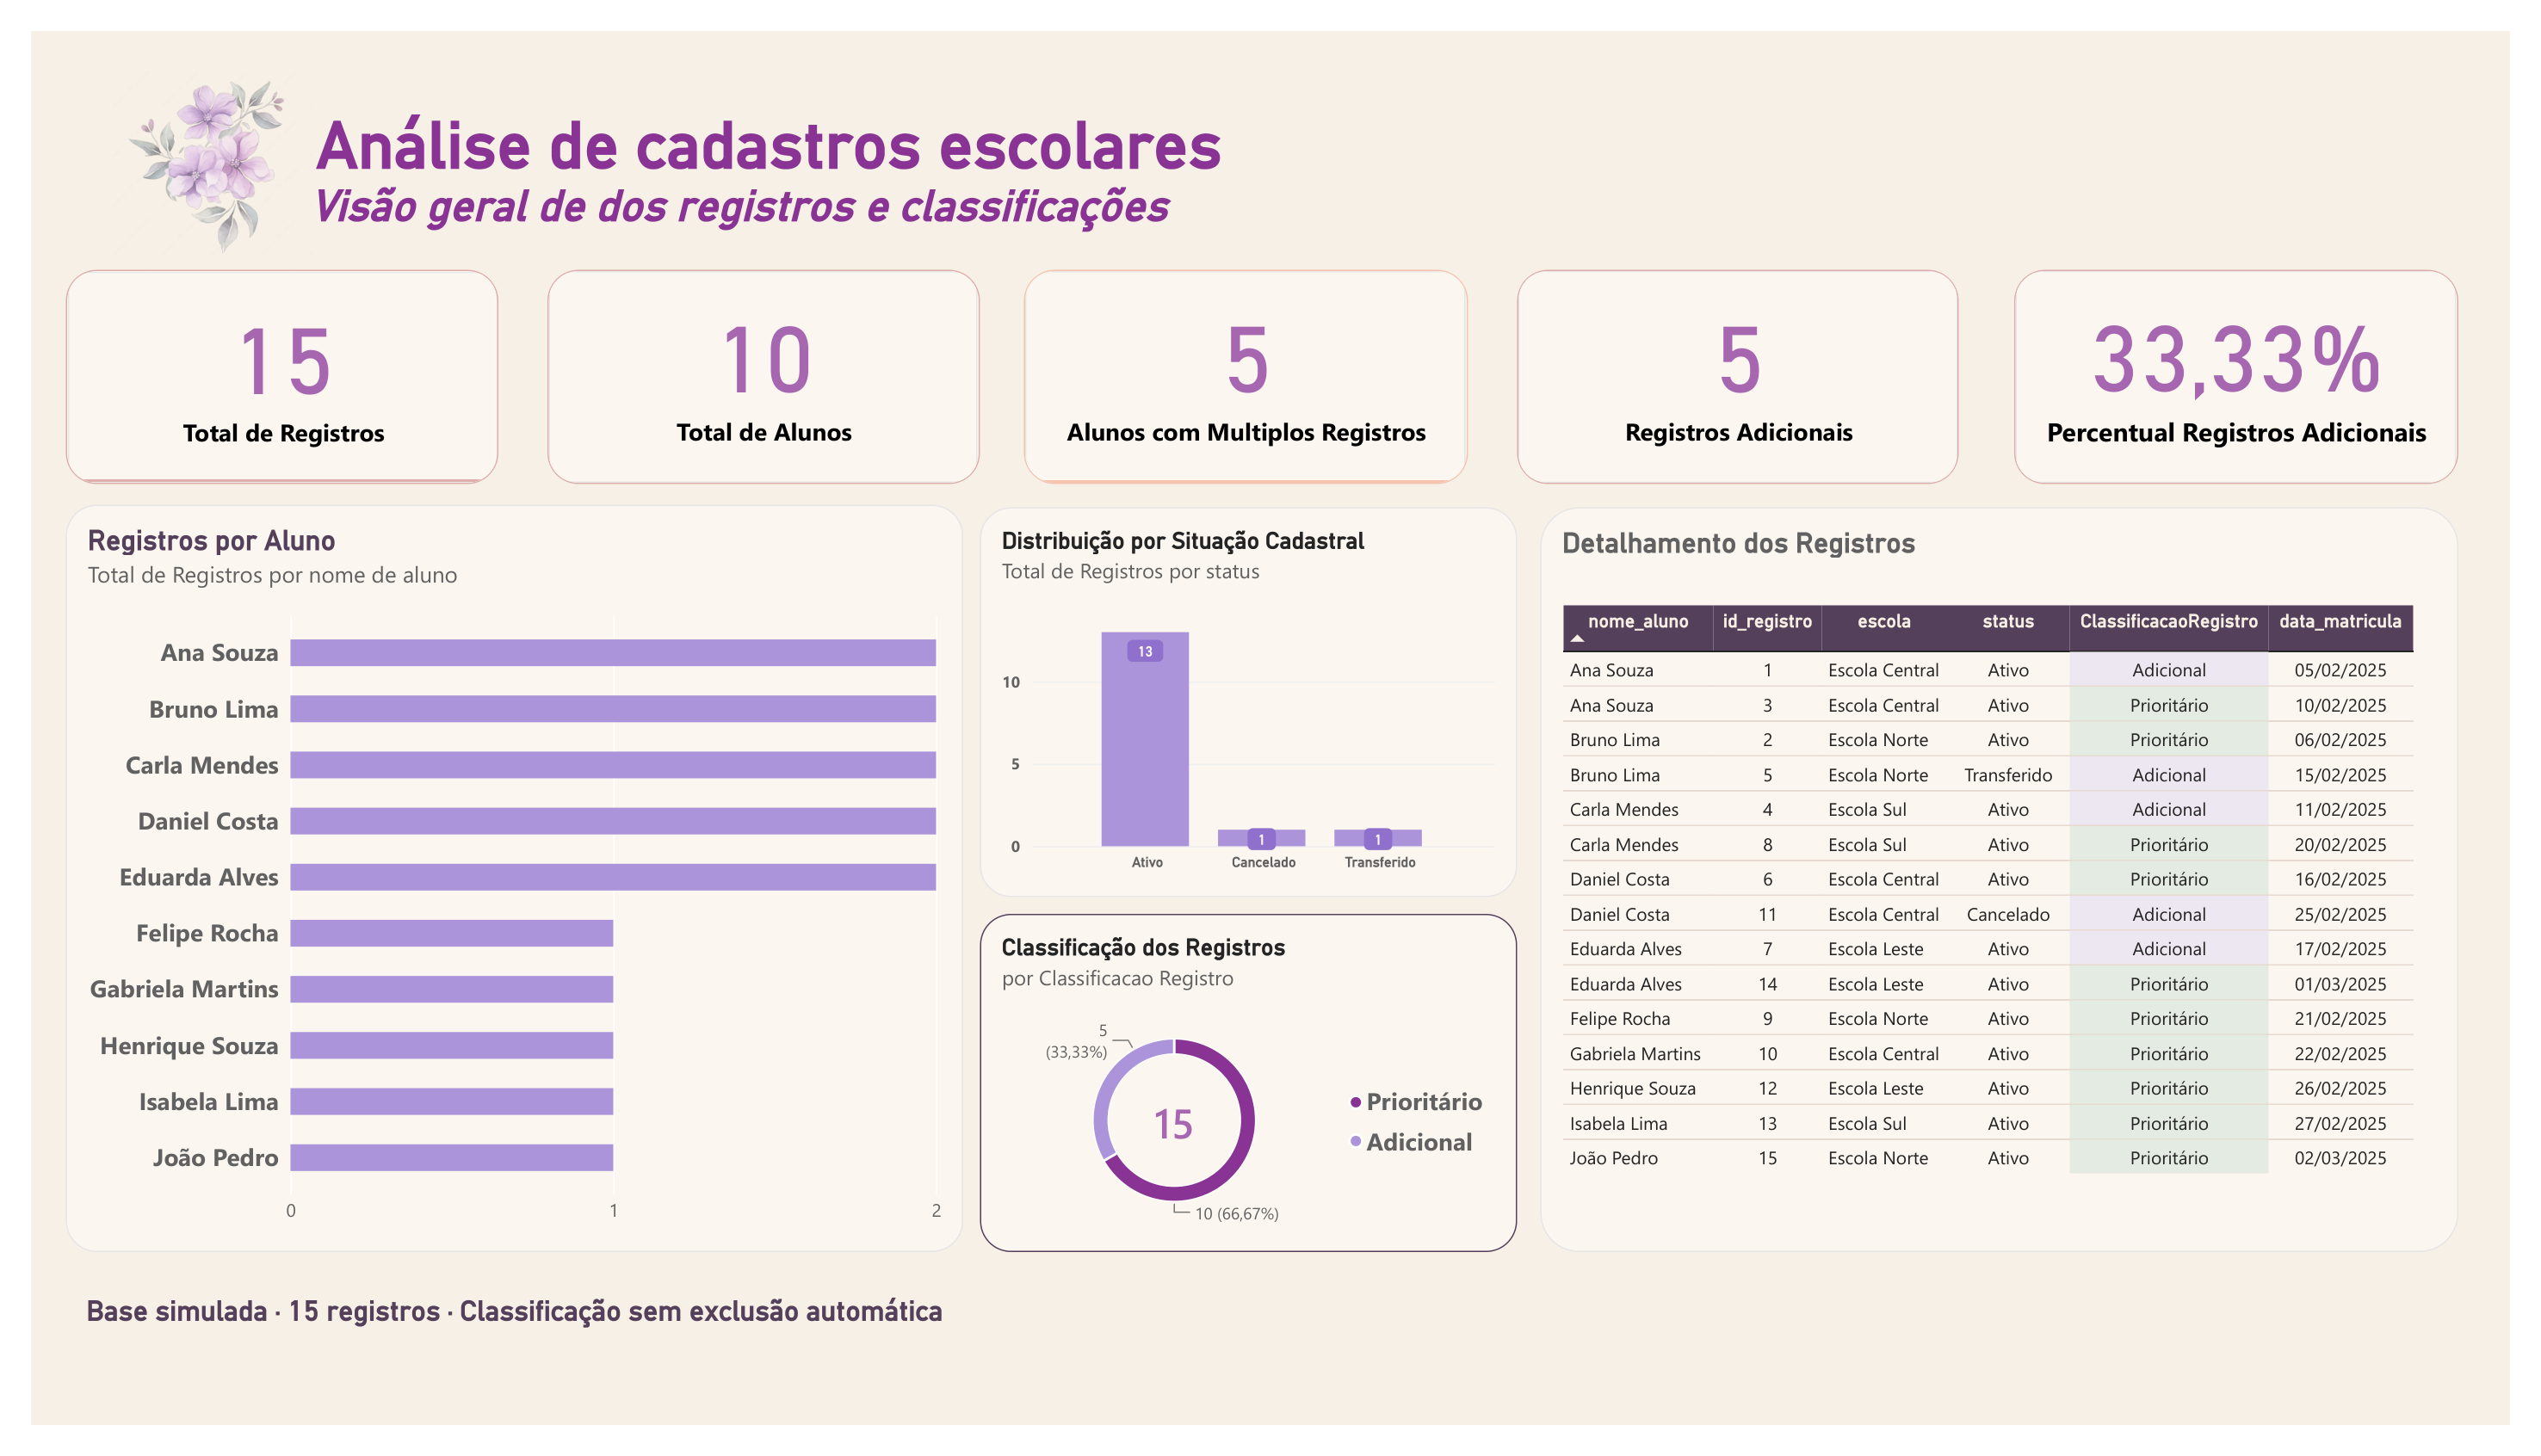 Análise de cadastros escolares
Visão geral de dos registros e classificações
15
Total de Registros
10
Total de Alunos
5
Alunos com Multiplos Registros
5
Registros Adicionais
33,33%
Percentual Registros Adicionais
Registros por Aluno
Total de Registros por nome de aluno
Ana Souza
Bruno Lima
Carla Mendes
Daniel Costa
Eduarda Alves
Felipe Rocha
Gabriela Martins
Henrique Souza
Isabela Lima
João Pedro
0 1 2
Distribuição por Situação Cadastral
Total de Registros por status
13
10
5
0
1 1
Ativo Cancelado Transferido
Classificação dos Registros
por Classificacao Registro
5
(33,33%)
15
10 (66,67%)
Prioritário
Adicional
Detalhamento dos Registros
nome_aluno id_registro escola status ClassificacaoRegistro data_matricula
Ana Souza 1 Escola Central Ativo Adicional 05/02/2025
Ana Souza 3 Escola Central Ativo Prioritário 10/02/2025
Bruno Lima 2 Escola Norte Ativo Prioritário 06/02/2025
Bruno Lima 5 Escola Norte Transferido Adicional 15/02/2025
Carla Mendes 4 Escola Sul Ativo Adicional 11/02/2025
Carla Mendes 8 Escola Sul Ativo Prioritário 20/02/2025
Daniel Costa 6 Escola Central Ativo Prioritário 16/02/2025
Daniel Costa 11 Escola Central Cancelado Adicional 25/02/2025
Eduarda Alves 7 Escola Leste Ativo Adicional 17/02/2025
Eduarda Alves 14 Escola Leste Ativo Prioritário 01/03/2025
Felipe Rocha 9 Escola Norte Ativo Prioritário 21/02/2025
Gabriela Martins 10 Escola Central Ativo Prioritário 22/02/2025
Henrique Souza 12 Escola Leste Ativo Prioritário 26/02/2025
Isabela Lima 13 Escola Sul Ativo Prioritário 27/02/2025
João Pedro 15 Escola Norte Ativo Prioritário 02/03/2025
Base simulada · 15 registros · Classificação sem exclusão automática